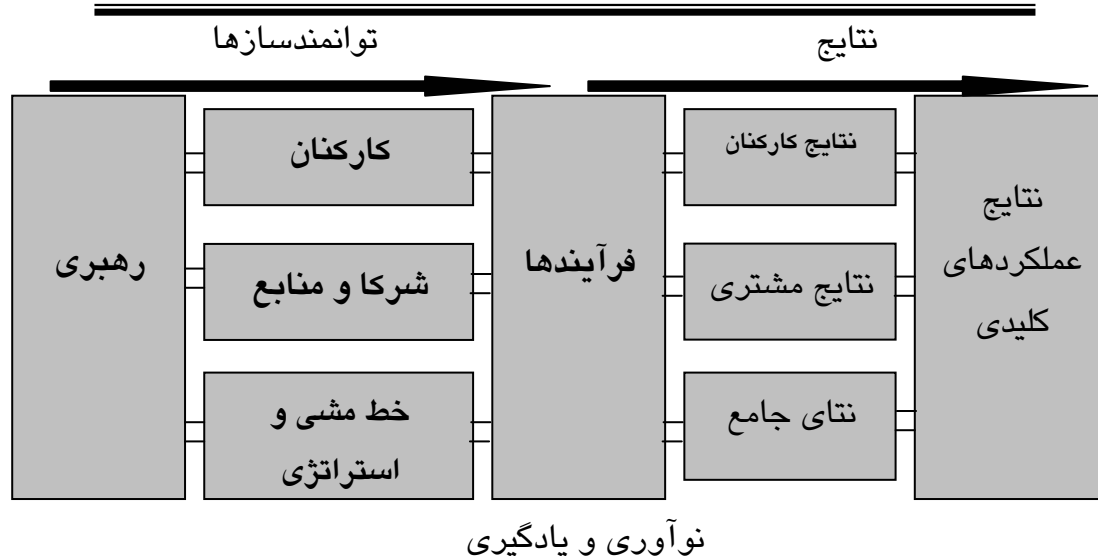 توانمندسازها
نتایج
رهبری
کارکنان
شرکا و منابع
خط مشی و
استراتژی
فرآیندها
نتایج کارکنان
نتایج مشتری
نتای جامع
نتایج
عملکردهای
کلیدی
نوآوری و یادگیری